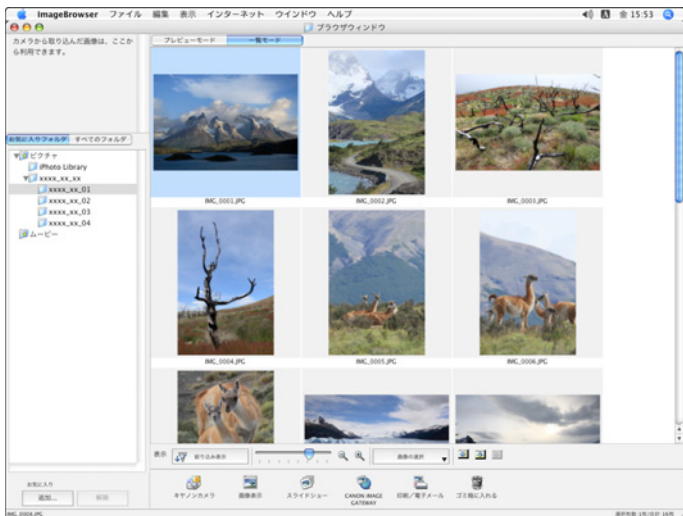 ImageBrowser ファイル 編集 表示 インターネット ウインドウ ヘルプ
金 15:53
ブラウザウィンドウ
カメラから取り込んだ画像は、ここから利用できます。
プレビューモード 一覧モード
お気に入りフォルダ すべてのフォルダ
ピクチャ
iPhoto Library
xxxx_xx_xx
xxxx_xx_01
xxxx_xx_02
xxxx_xx_03
xxxx_xx_04
ムービー
IMG_0001.JPG
IMG_0002.JPG
IMG_0003.JPG
IMG_0004.JPG
IMG_0005.JPG
IMG_0006.JPG
表示 絞り込み表示 画像の選択
お気に入り
追加... 解除
キヤノンカメラ 画像表示 スライドショー CANON iMAGE GATEWAY 印刷／電子メール ゴミ箱に入れる